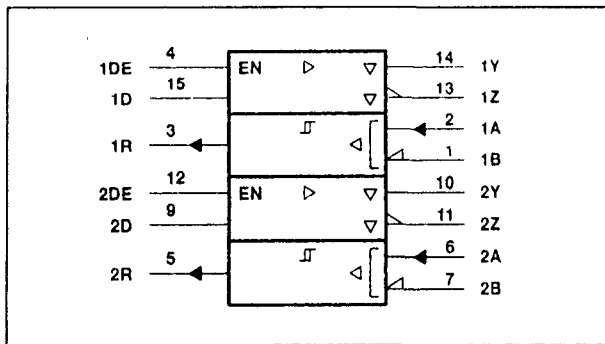 4 14
1DE EN 1Y
15 13
1D 1Z
3 2
1R 1A
1
1B
12 10
2DE EN 2Y
9 11
2D 2Z
5 6
2R 2A
7
2B